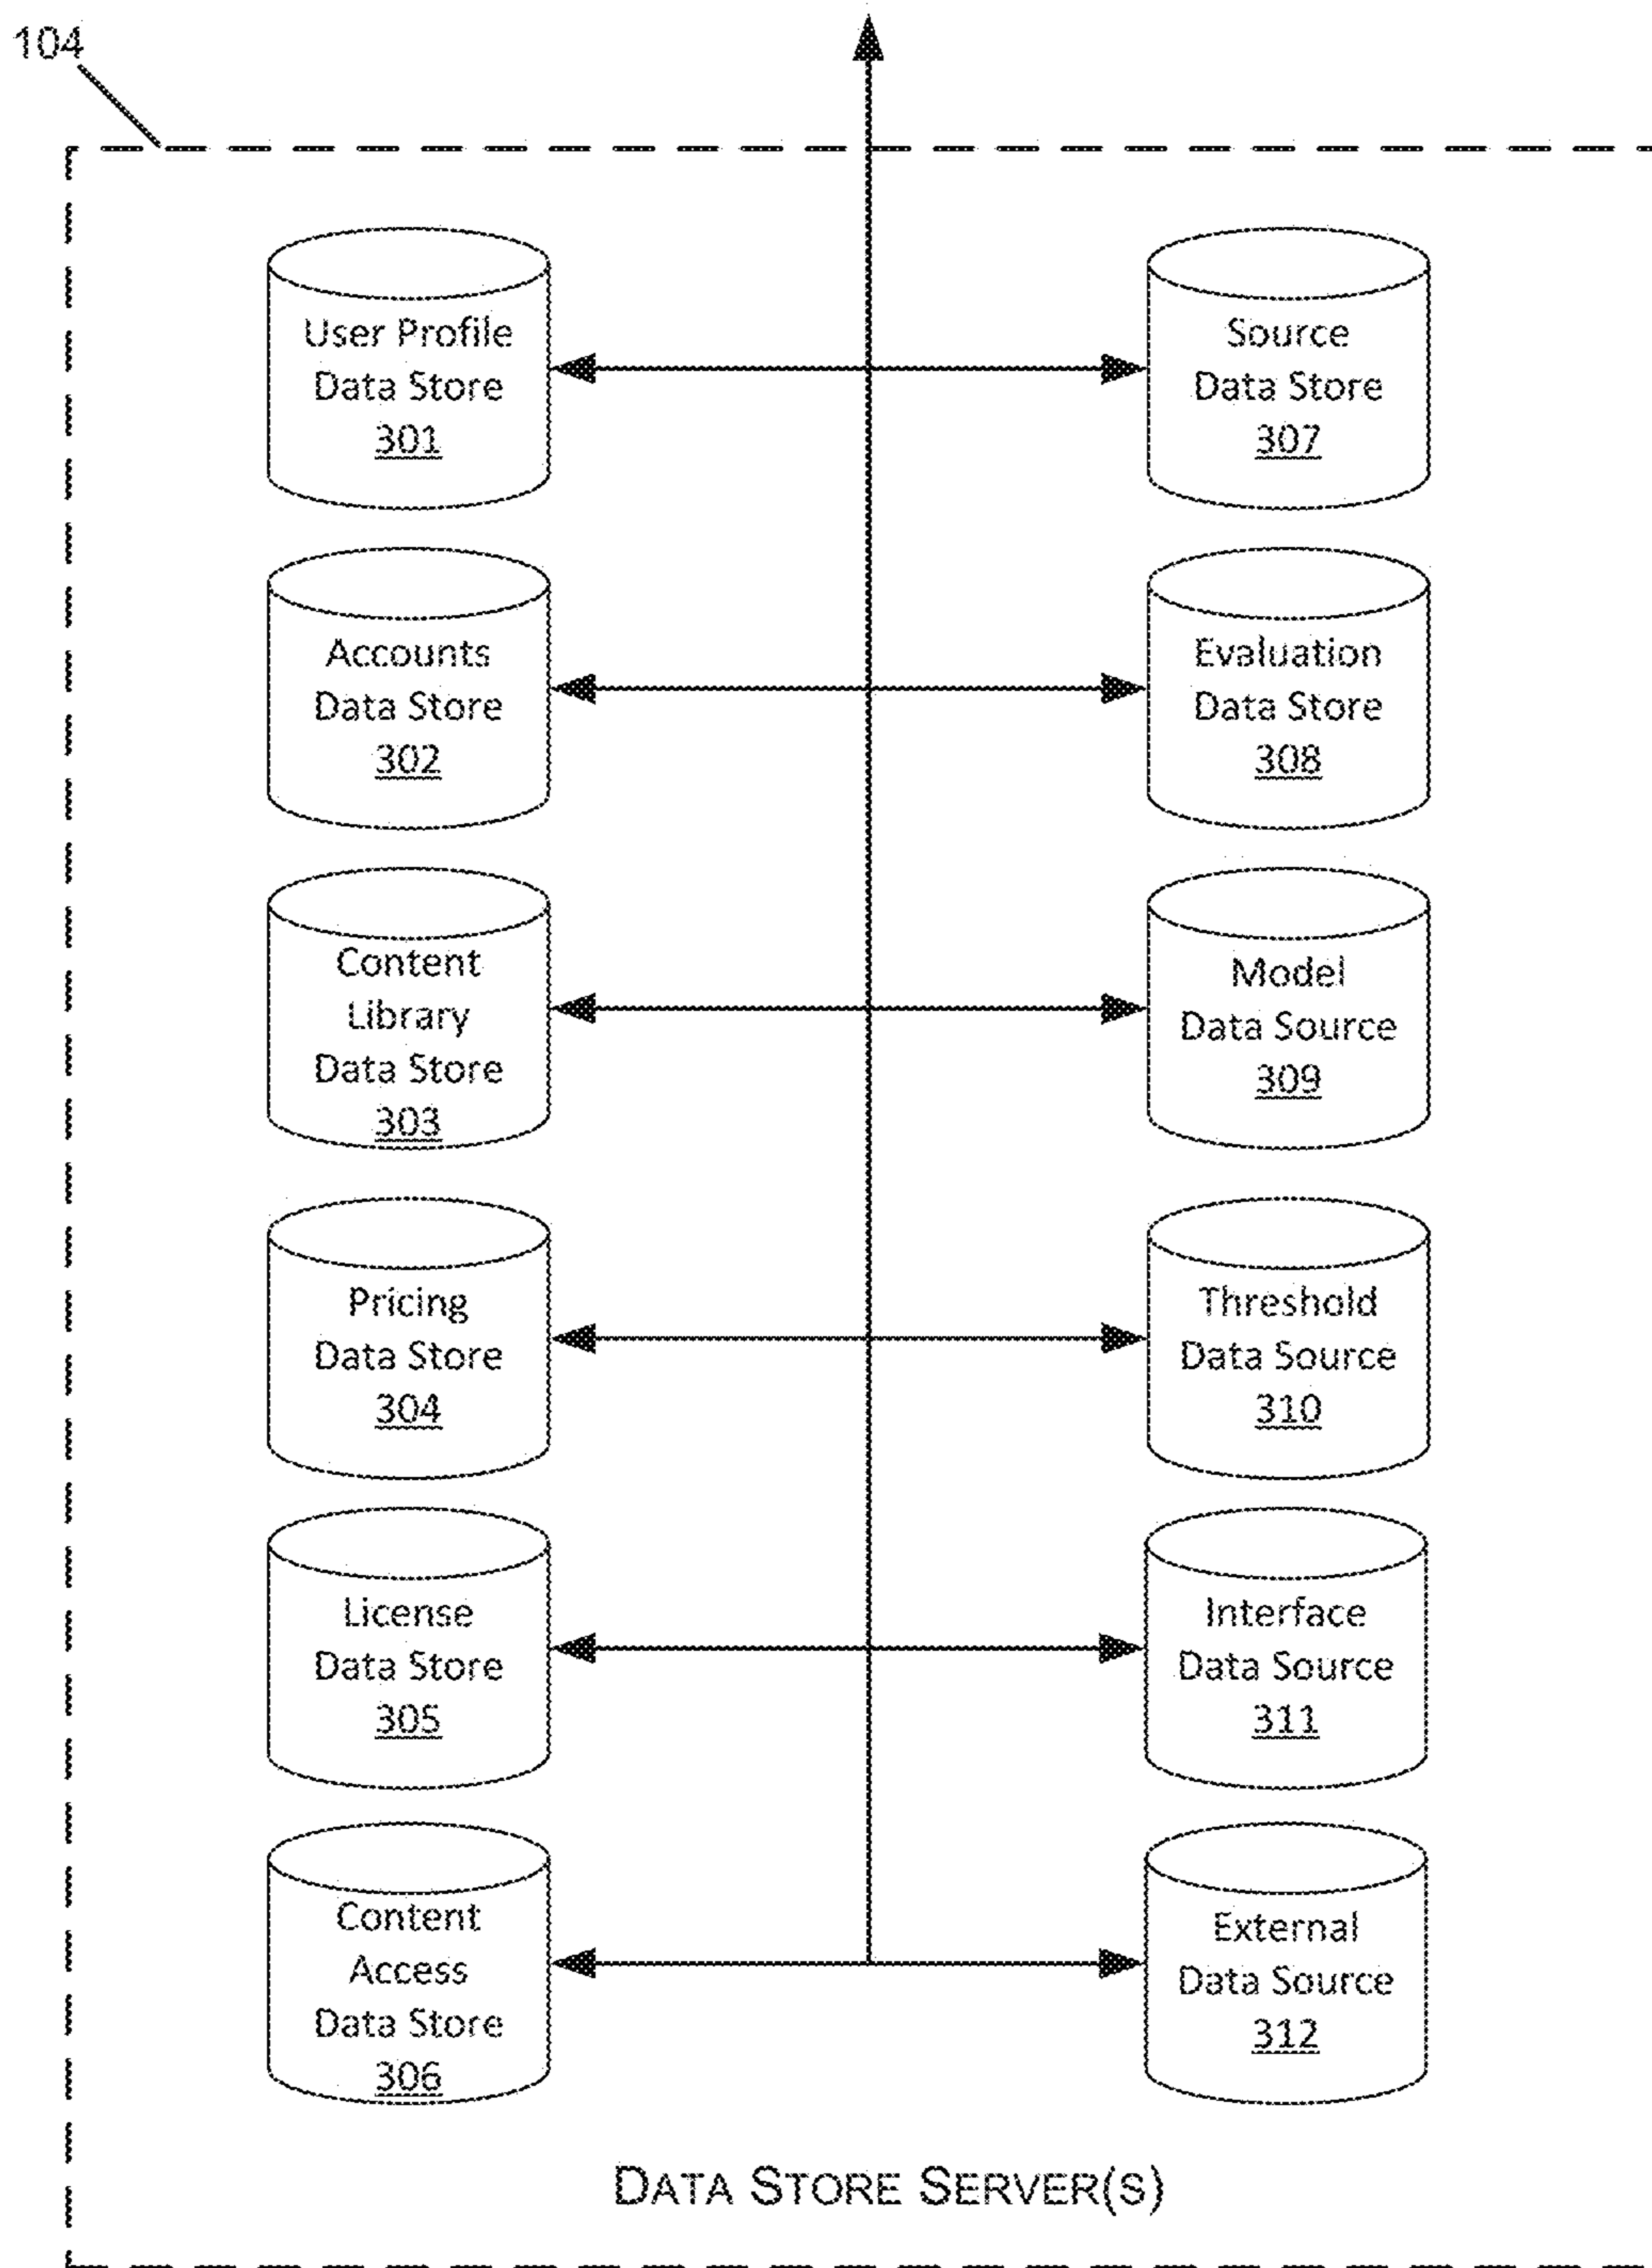 104
User Profile
Data Store
301
Source
Data Store
307
Accounts
Data Store
302
Evaluation
Data Store
308
Content
Library
Data Store
303
Model
Data Source
309
Pricing
Data Store
304
Threshold
Data Source
310
License
Data Store
305
Interface
Data Source
311
Content
Access
Data Store
306
External
Data Source
312
DATA STORE SERVER(S)